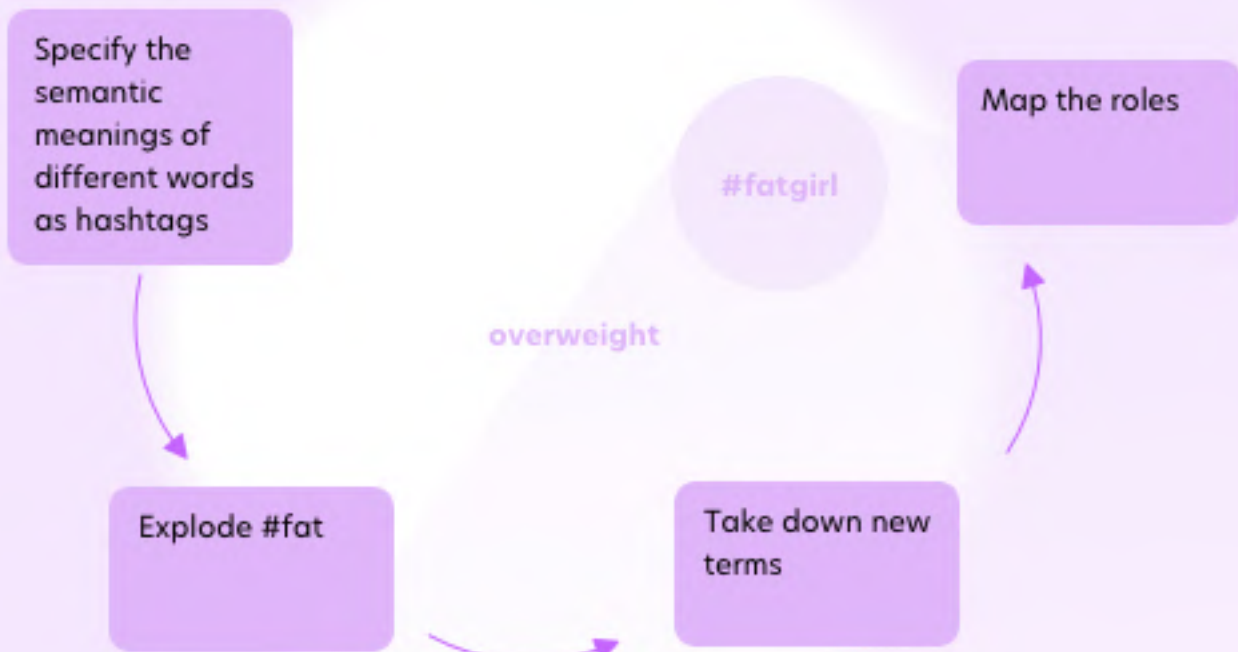 Specify the
semantic
meanings of
different words
as hashtags
Map the roles
#fatgirl
overweight
Explode #fat
Take down new
terms